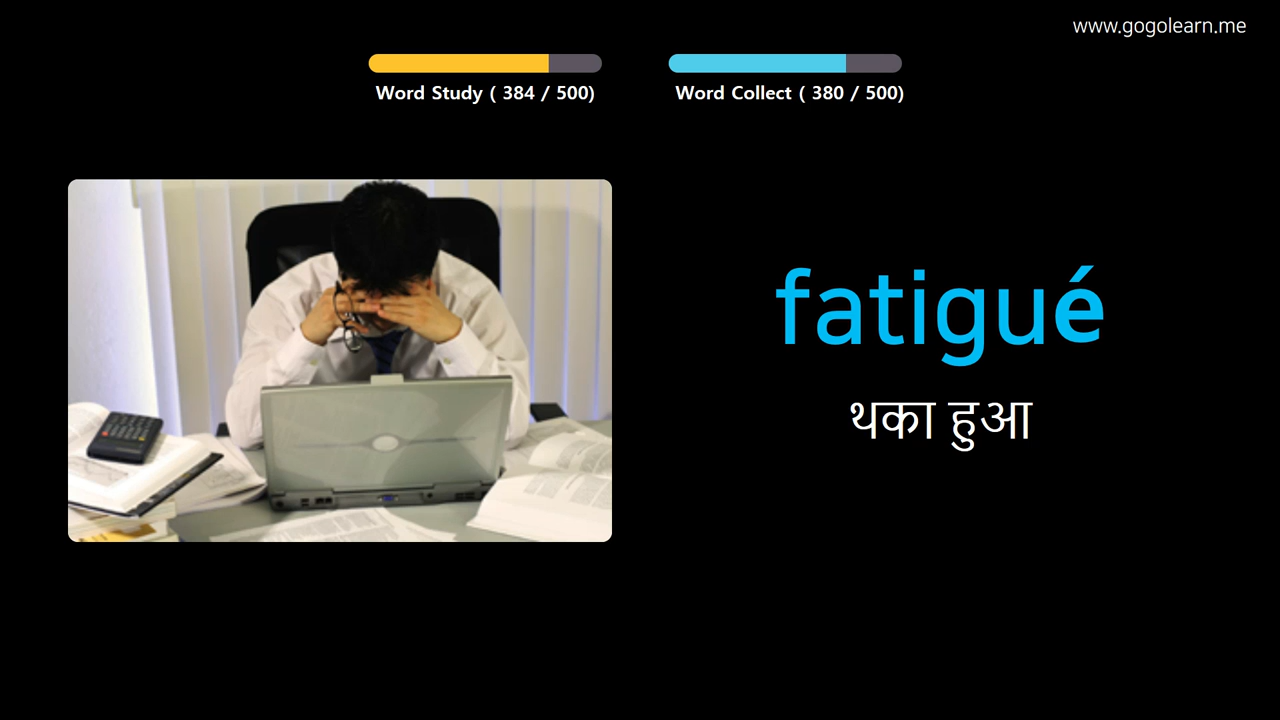 www.gogolearn.me
Word Study ( 384 / 500)
Word Collect ( 380 / 500)
fatigué
थका हुआ